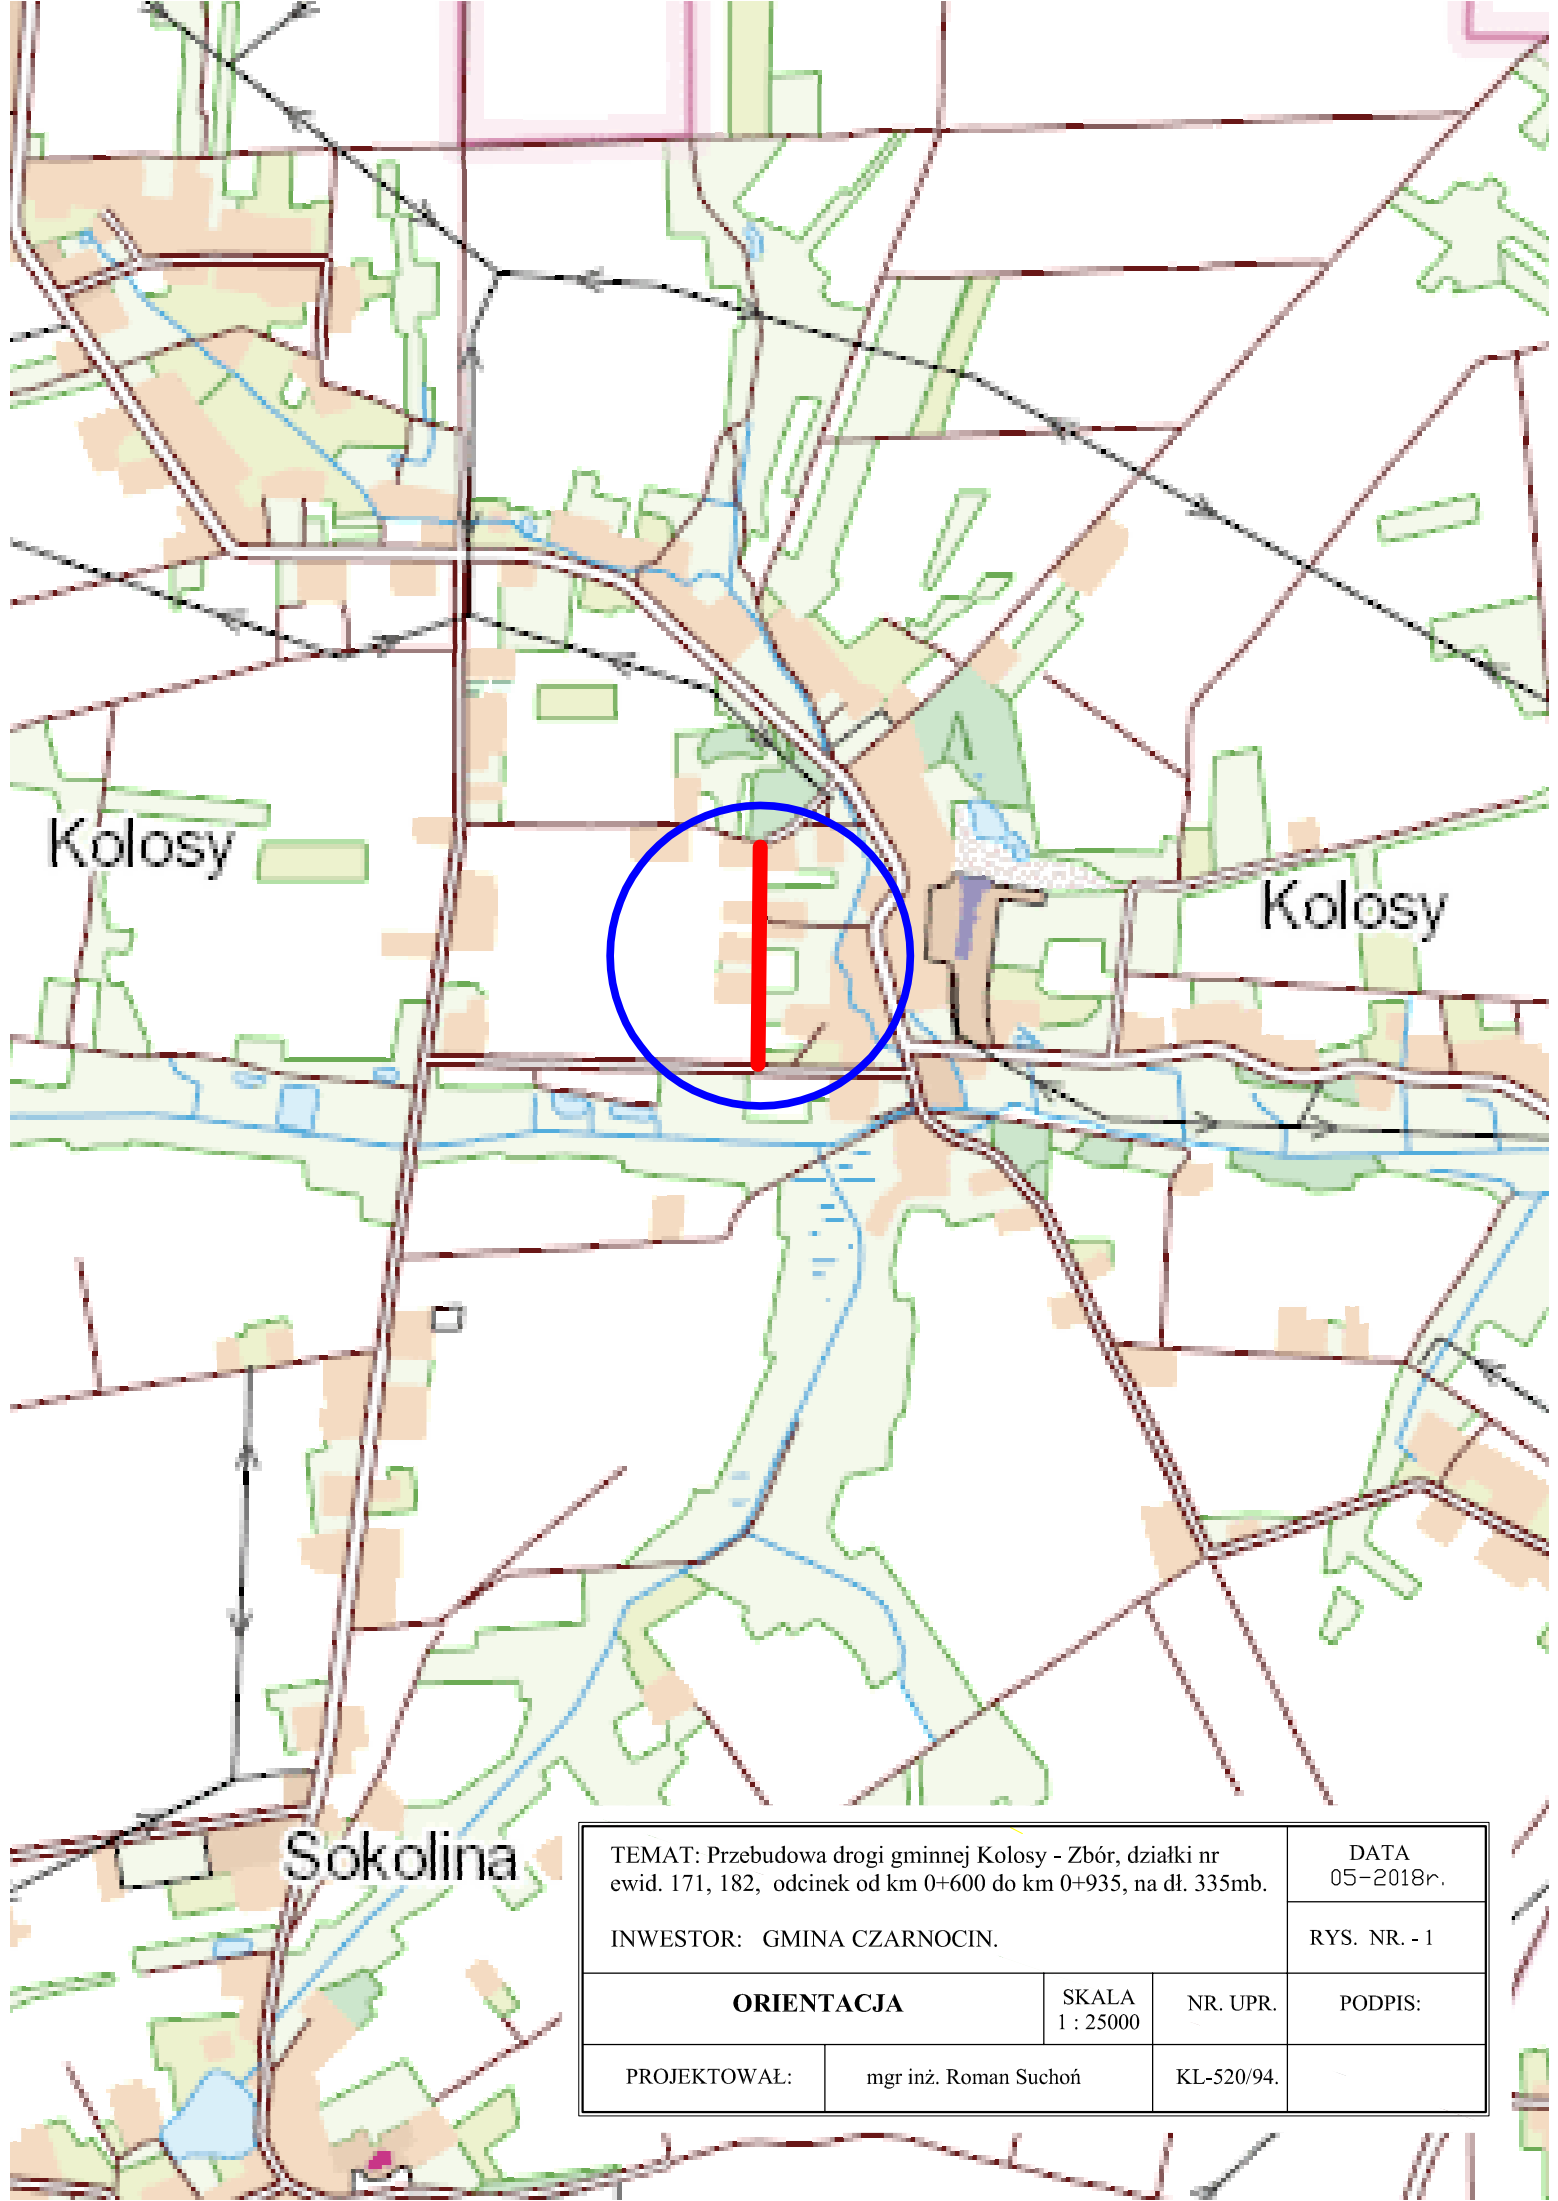 Kolosy
Kolosy
Sokolina
TEMAT: Przebudowa drogi gminnej Kolosy - Zbór, działki nr
ewid. 171, 182, odcinek od km 0+600 do km 0+935, na dł. 335mb.
DATA
05-2018r.
INWESTOR: GMINA CZARNOCIN.
RYS. NR. - 1
ORIENTACJA
SKALA
1 : 25000
NR. UPR.
PODPIS:
PROJEKTOWAŁ:
mgr inż. Roman Suchoń
KL-520/94.